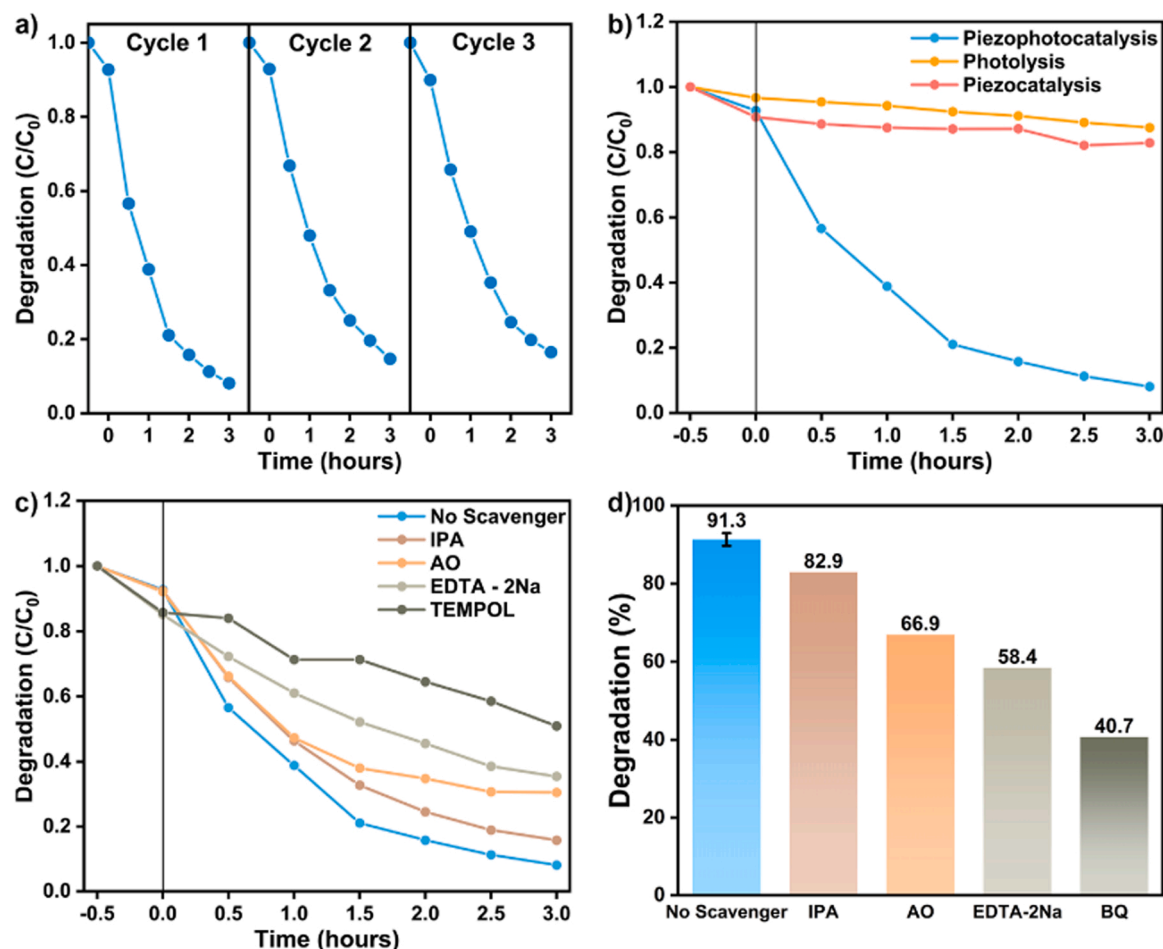 a)
Cycle 1
Cycle 2
Cycle 3
Degradation (C/C0)
1.0
0.8
0.6
0.4
0.2
0.0
0 1 2 3 0 1 2 3 0 1 2 3
Time (hours)
b)
Piezophotocatalysis
Photolysis
Piezocatalysis
Degradation (C/C0)
1.2
1.0
0.8
0.6
0.4
0.2
0.0
-0.5 0.0 0.5 1.0 1.5 2.0 2.5 3.0
Time (hours)
c)
No Scavenger
IPA
AO
EDTA - 2Na
TEMPOL
Degradation (C/C0)
1.2
1.0
0.8
0.6
0.4
0.2
0.0
-0.5 0.0 0.5 1.0 1.5 2.0 2.5 3.0
Time (hours)
d)
Degradation (%)
100
80
60
40
20
0
91.3
82.9
66.9
58.4
40.7
No Scavenger IPA AO EDTA-2Na BQ